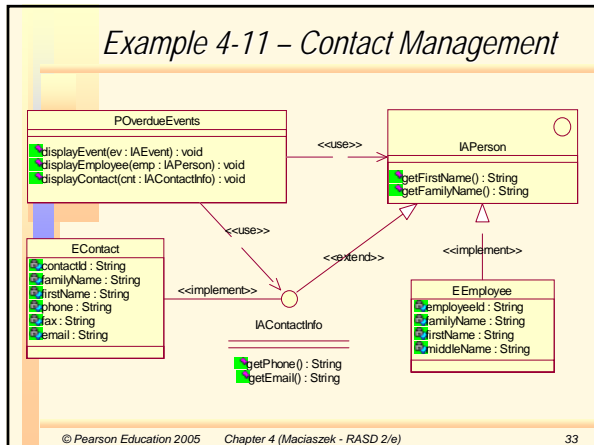 Example 4-11 – Contact Management
POverdueEvents
displayEvent(ev : IAEvent) : void
displayEmployee(emp : IAPerson) : void
displayContact(cnt : IAContactInfo) : void
<<use>>
IAPerson
getFirstName() : String
getFamilyName() : String
<<use>>
EContact
contactId : String
familyName : String
firstName : String
phone : String
fax : String
email : String
<<implement>>
<<extend>>
<<implement>>
IAContactInfo
getPhone() : String
getEmail() : String
EEmployee
employeeId : String
familyName : String
firstName : String
middleName : String
© Pearson Education 2005 Chapter 4 (Maciaszek - RASD 2/e) 33